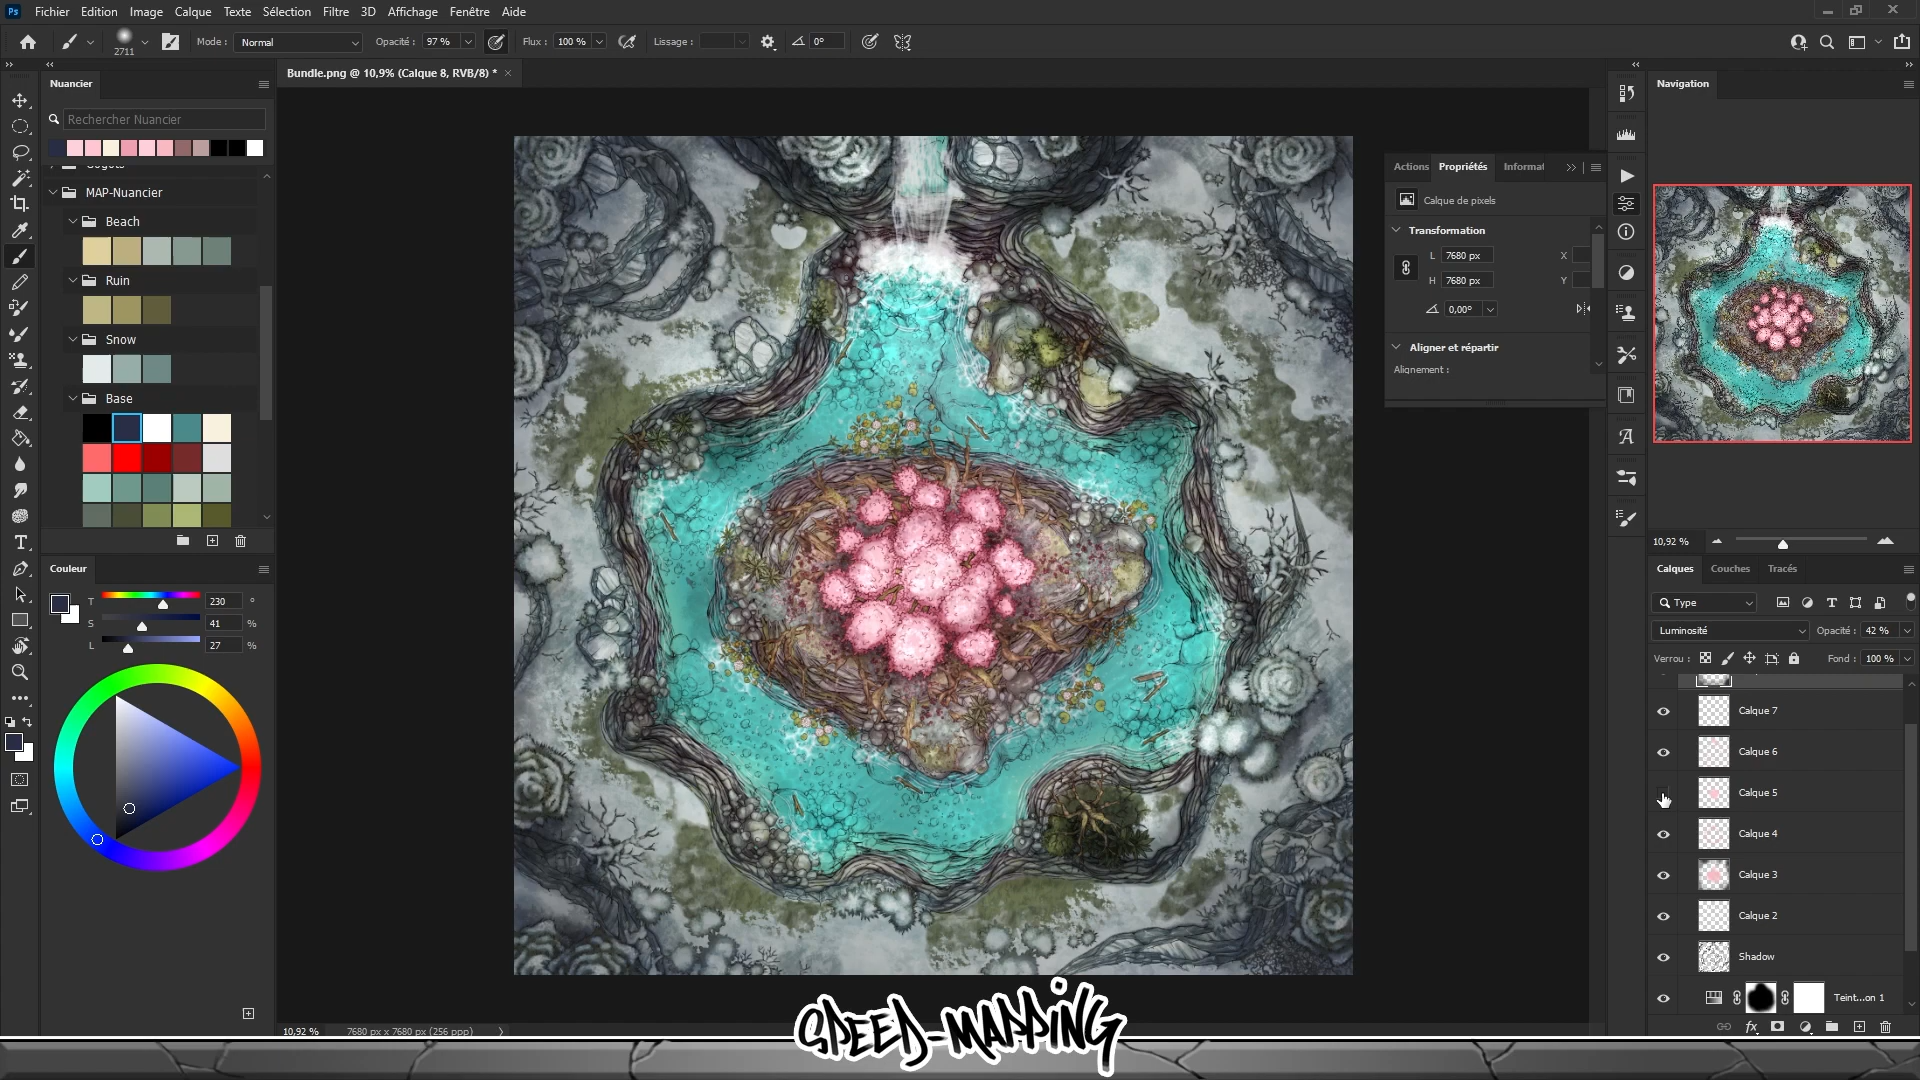 Ps Fichier Edition Image Calque Texte Sélection Filtre 3D Affichage Fenêtre Aide
2711 Mode : Normal Opacité : 97 % Flux : 100 % Lissage : 0°
Bundle.png @ 10,9% (Calque 8, RVB/8) *
Nuancier
Rechercher Nuancier
MAP-Nuancier
Beach
Ruin
Snow
Base
Couleur
T 230 °
S 41 %
L 27 %
10,92 % 7680 px x 7680 px (256 ppp)
SPEED-MAPPING
Actions Propriétés Informat
Calque de pixels
Transformation
L 7680 px X
H 7680 px Y
0,00°
Aligner et répartir
Alignement :
Navigation
10,92 %
Calques Couches Tracés
Type
Luminosité Opacité : 42 %
Verrou : Fond : 100 %
Calque 7
Calque 6
Calque 5
Calque 4
Calque 3
Calque 2
Shadow
Teint...on 1
fx